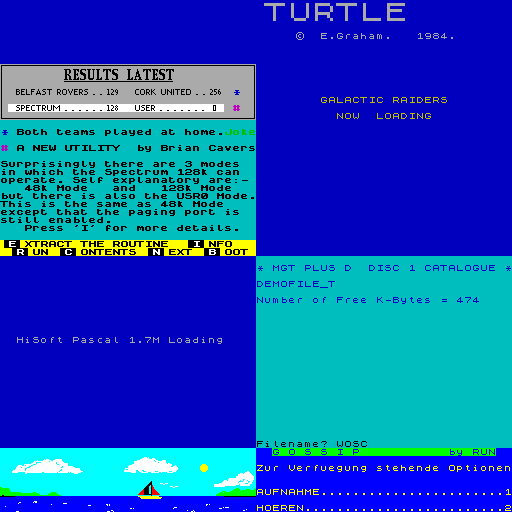 TURTLE
© E.Graham. 1984.
GALACTIC RAIDERS
NOW LOADING
RESULTS LATEST
BELFAST ROVERS .. 129 CORK UNITED .. 256 *
SPECTRUM ...... 128 USER ....... 0 #
* Both teams played at home.Joke
# A NEW UTILITY by Brian Cavers
Surprisingly there are 3 modes
in which the Spectrum 128k can
operate. Self explanatory are:-
48k Mode and 128k Mode
but there is also the USR0 Mode.
This is the same as 48k Mode
except that the paging port is
still enabled.
Press 'I' for more details.
E XTRACT THE ROUTINE I NFO
R UN C ONTENTS N EXT B OOT
* MGT PLUS D DISC 1 CATALOGUE *
DEMOFILE_T
Number of Free K-Bytes = 474
Filename? WOSC
HiSoft Pascal 1.7M Loading
G O S S I P by RUN
Zur Verfuegung stehende Optionen
AUFNAHME.......................1
HOEREN.........................2